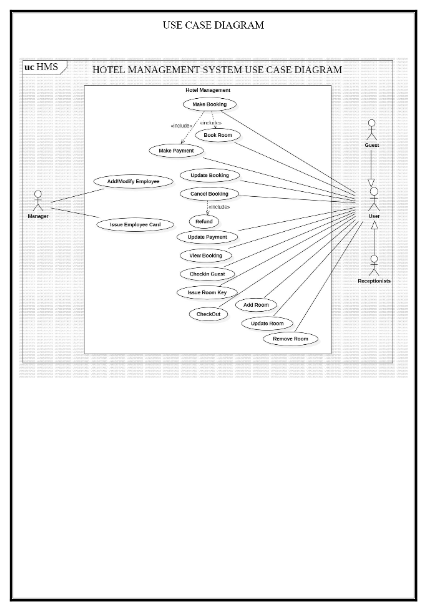 USE CASE DIAGRAM
uc HMS
HOTEL MANAGEMENT SYSTEM USE CASE DIAGRAM
Hotel Management
Make Booking
«include»
«include»
Book Room
Make Payment
Guest
Update Booking
Add/Modify Employee
Cancel Booking
«include»
Manager
User
Refund
Issue Employee Card
Update Payment
View Booking
Checkin Guest
Receptionists
Issue Room Key
Add Room
CheckOut
Update Room
Remove Room